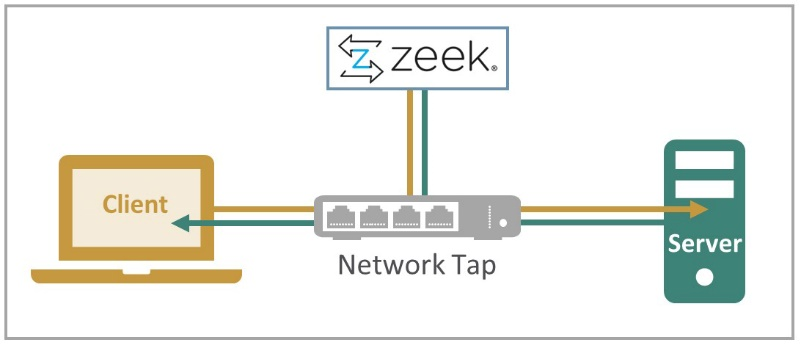 zeek®
Client
Server
Network Tap